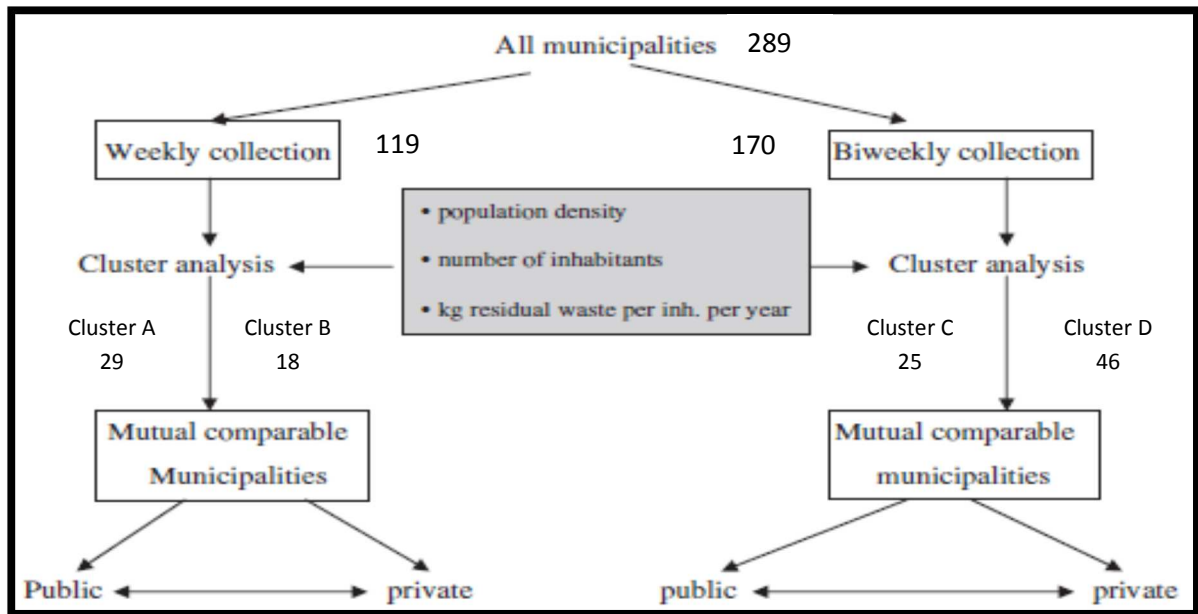 All municipalities 289
Weekly collection 119
170 Biweekly collection
• population density
• number of inhabitants
• kg residual waste per inh. per year
Cluster analysis
Cluster analysis
Cluster A
29
Cluster B
18
Cluster C
25
Cluster D
46
Mutual comparable
Municipalities
Mutual comparable
municipalities
Public
private
public
private